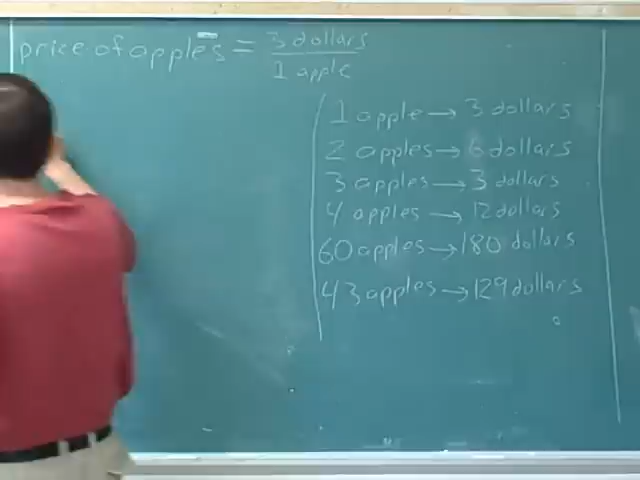 price of apples = 3 dollars
1 apple
1 apple → 3 dollars
2 apples → 6 dollars
3 apples → 3 dollars
4 apples → 12 dollars
60 apples → 180 dollars
43 apples → 129 dollars